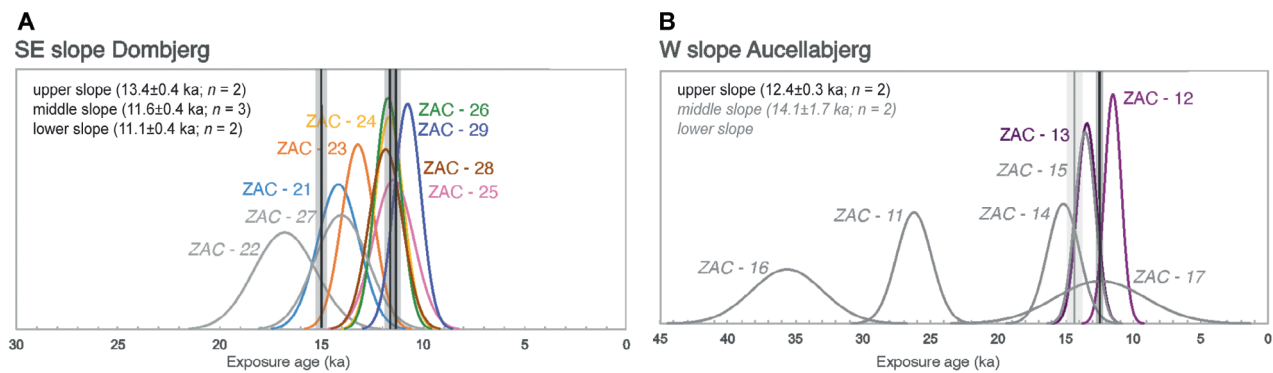 A
SE slope Dombjerg
upper slope (13.4±0.4 ka; n = 2)
middle slope (11.6±0.4 ka; n = 3)
lower slope (11.1±0.4 ka; n = 2)
ZAC - 24
ZAC - 26
ZAC - 29
ZAC - 23
ZAC - 28
ZAC - 21
ZAC - 25
ZAC - 27
ZAC - 22
30 25 20 15 10 5 0
Exposure age (ka)
B
W slope Aucellabjerg
upper slope (12.4±0.3 ka; n = 2)
middle slope (14.1±1.7 ka; n = 2)
lower slope
ZAC - 12
ZAC - 13
ZAC - 15
ZAC - 11
ZAC - 14
ZAC - 16
ZAC - 17
45 40 35 30 25 20 15 10 5 0
Exposure age (ka)